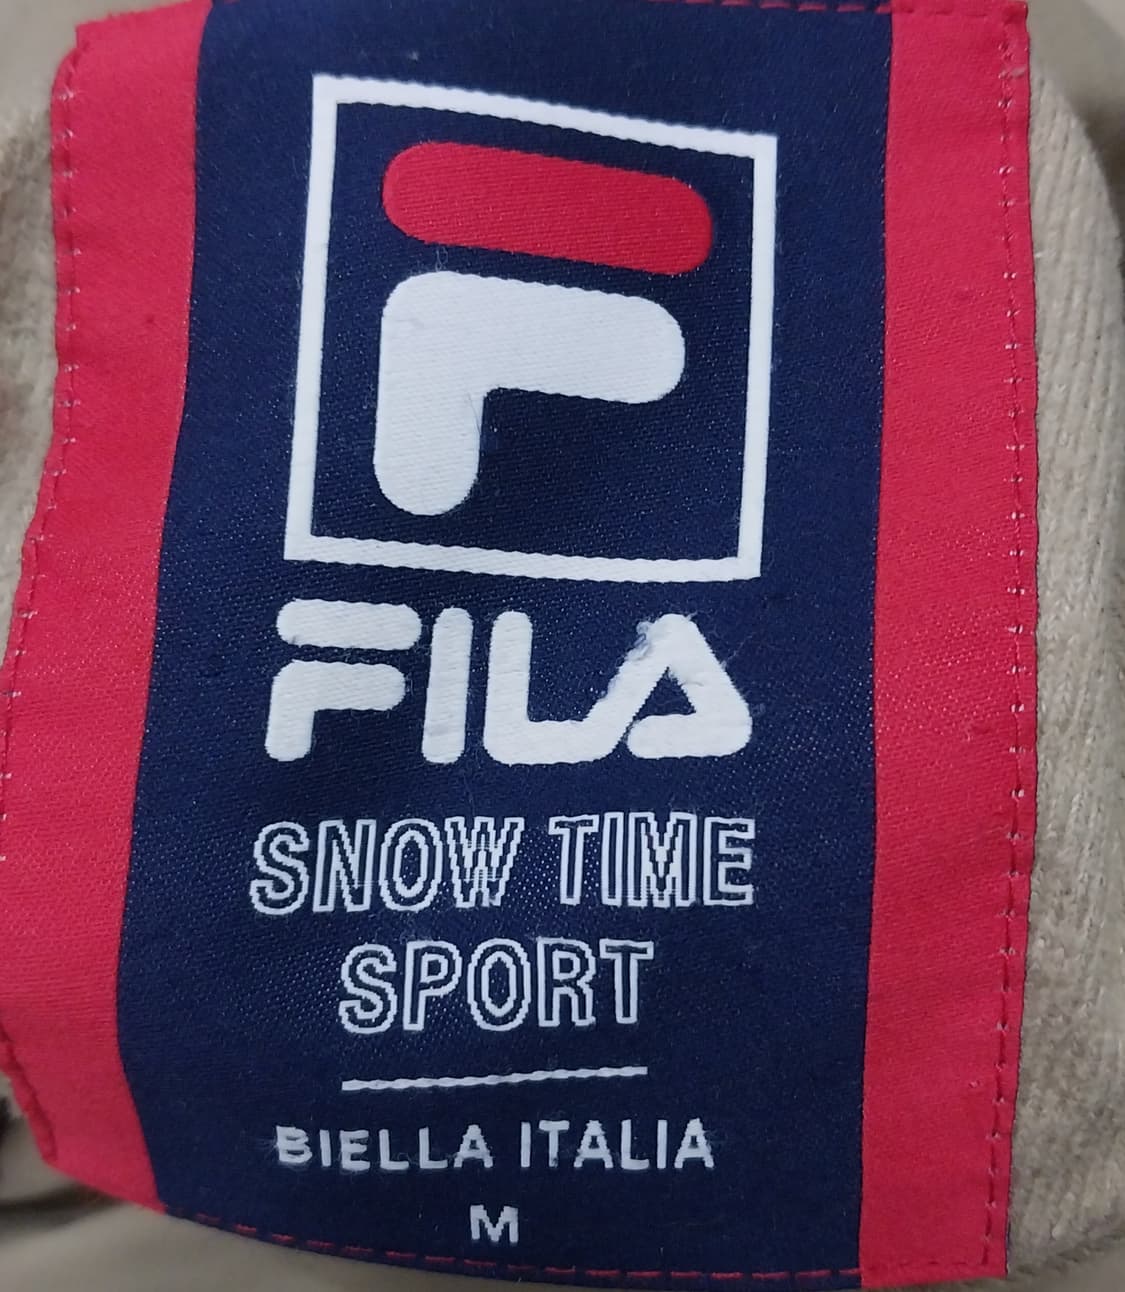 F
FILA
SNOW TIME
SPORT
BIELLA ITALIA
M